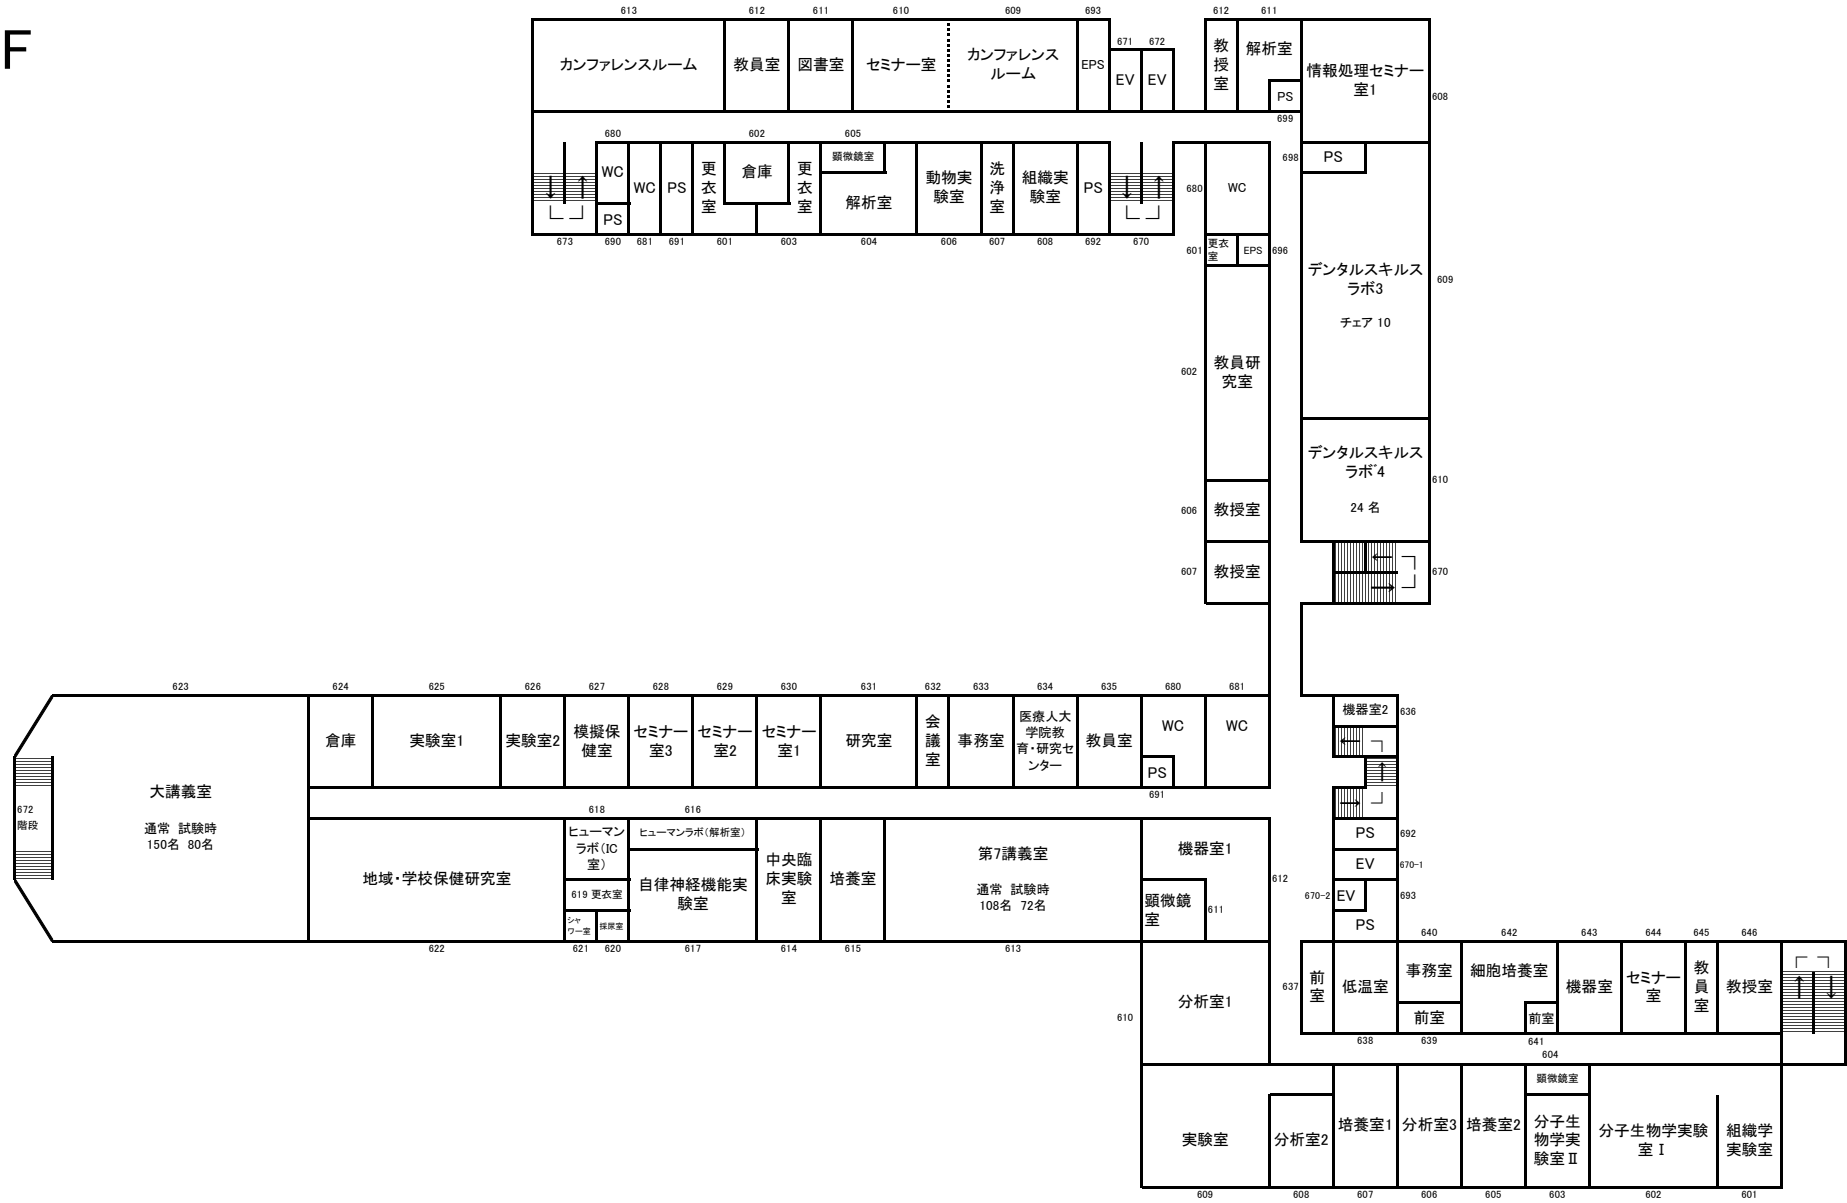 F
613
612
611
610
609
693
671
672
612
611
カンファレンスルーム
教員室
図書室
セミナー室
カンファレンス
ルーム
EPS
EV
EV
教
授
室
解析室
PS
情報処理セミナー
室1
608
699
680
602
605
WC
PS
WC
PS
更
衣
室
倉庫
更
衣
室
顕微鏡室
解析室
動物実
験室
洗
浄
室
組織実
験室
PS
680
WC
698
PS
673
690
681
691
601
603
604
606
607
608
692
670
601
更衣
室
EPS
696
デンタルスキルス
ラボ3
チェア 10
609
602
教員研
究室
デンタルスキルス
ラボ4
24 名
610
606
教授室
607
教授室
670
623
624
625
626
627
628
629
630
631
632
633
634
635
680
681
倉庫
実験室1
実験室2
模擬保
健室
セミナー
室3
セミナー
室2
セミナー
室1
研究室
会
議
室
事務室
医療人大
学院教
育・研究セ
ンター
教員室
WC
PS
WC
機器室2
636
691
大講義室
通常 試験時
150名 80名
672
階段
618
616
ヒューマン
ラボ(IC
室)
ヒューマンラボ(解析室)
地域・学校保健研究室
619 更衣室
シャ
ワー室
採尿室
自律神経機能実
験室
中央臨
床実験
室
培養室
第7講義室
通常 試験時
108名 72名
機器室1
顕微鏡
室
611
612
PS
692
EV
670-1
670-2
EV
693
PS
622
621
620
617
614
615
613
640
642
643
644
645
646
610
分析室1
637
前
室
低温室
事務室
前室
細胞培養室
前室
機器室
セミナー
室
教
員
室
教授室
638
639
641
604
実験室
分析室2
培養室1
分析室3
培養室2
顕微鏡室
分子生
物学実
験室Ⅱ
分子生物学実験
室Ⅰ
組織学
実験室
609
608
607
606
605
603
602
601